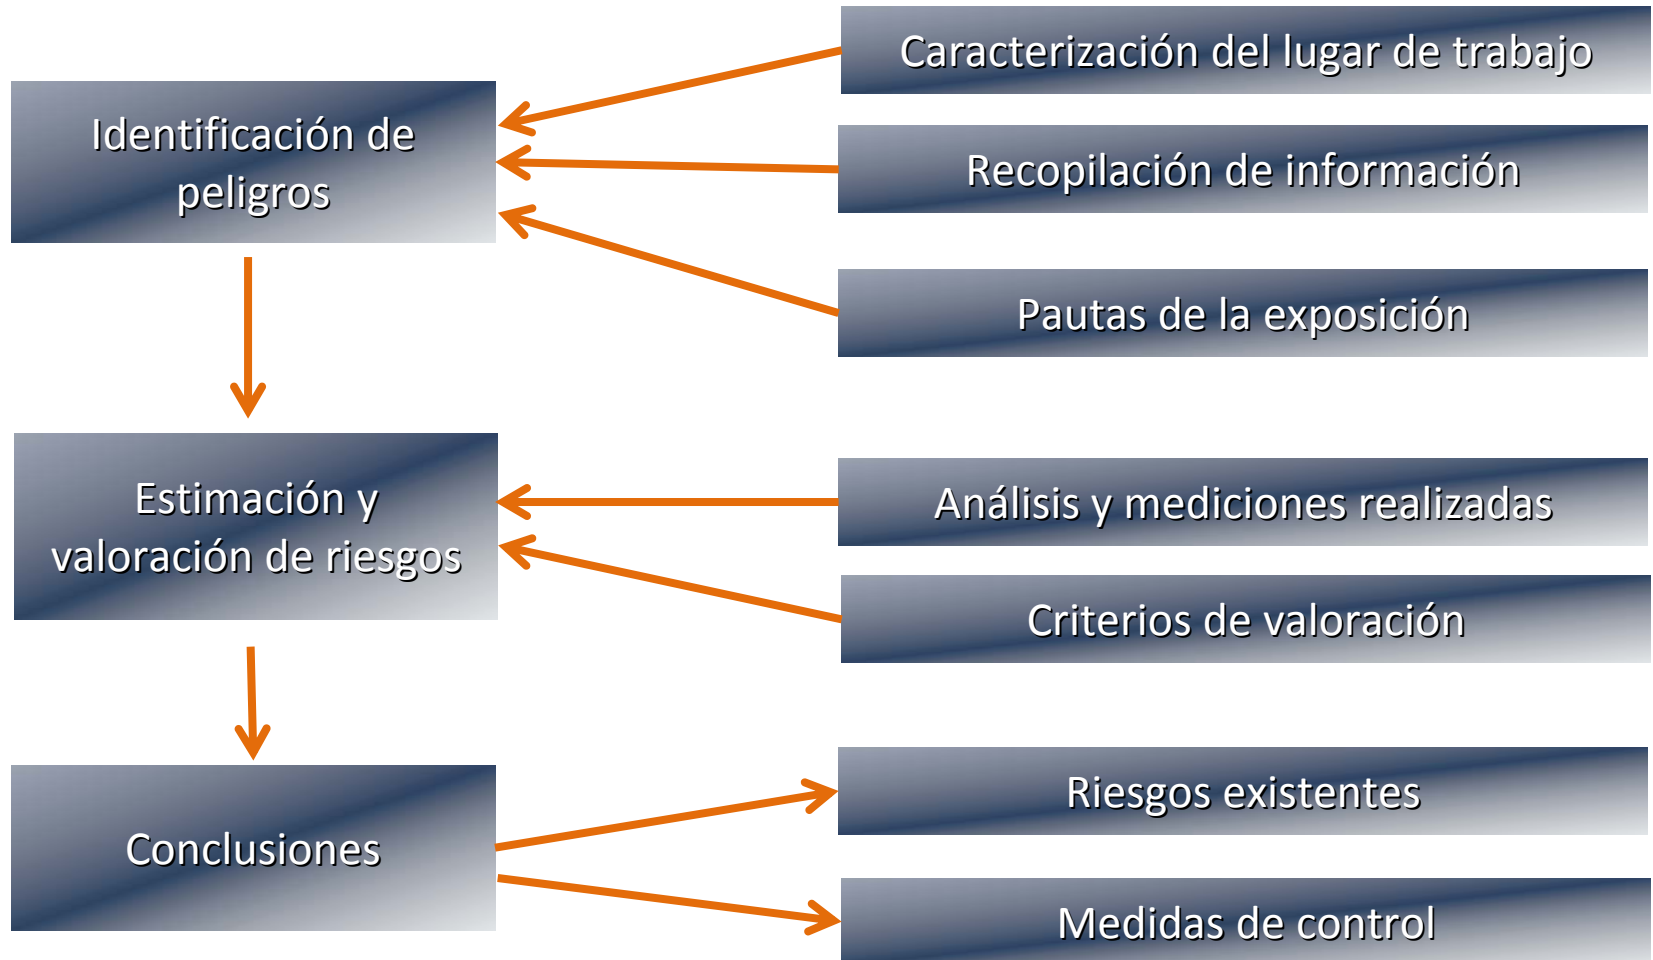 Caracterización del lugar de trabajo
Identificación de
peligros
Recopilación de información
Pautas de la exposición
Estimación y
valoración de riesgos
Análisis y mediciones realizadas
Criterios de valoración
Conclusiones
Riesgos existentes
Medidas de control